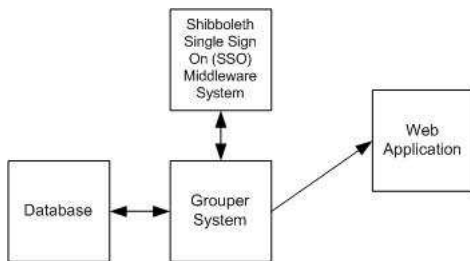 Shibboleth
Single Sign
On (SSO)
Middleware
System
Web
Application
Database
Grouper
System